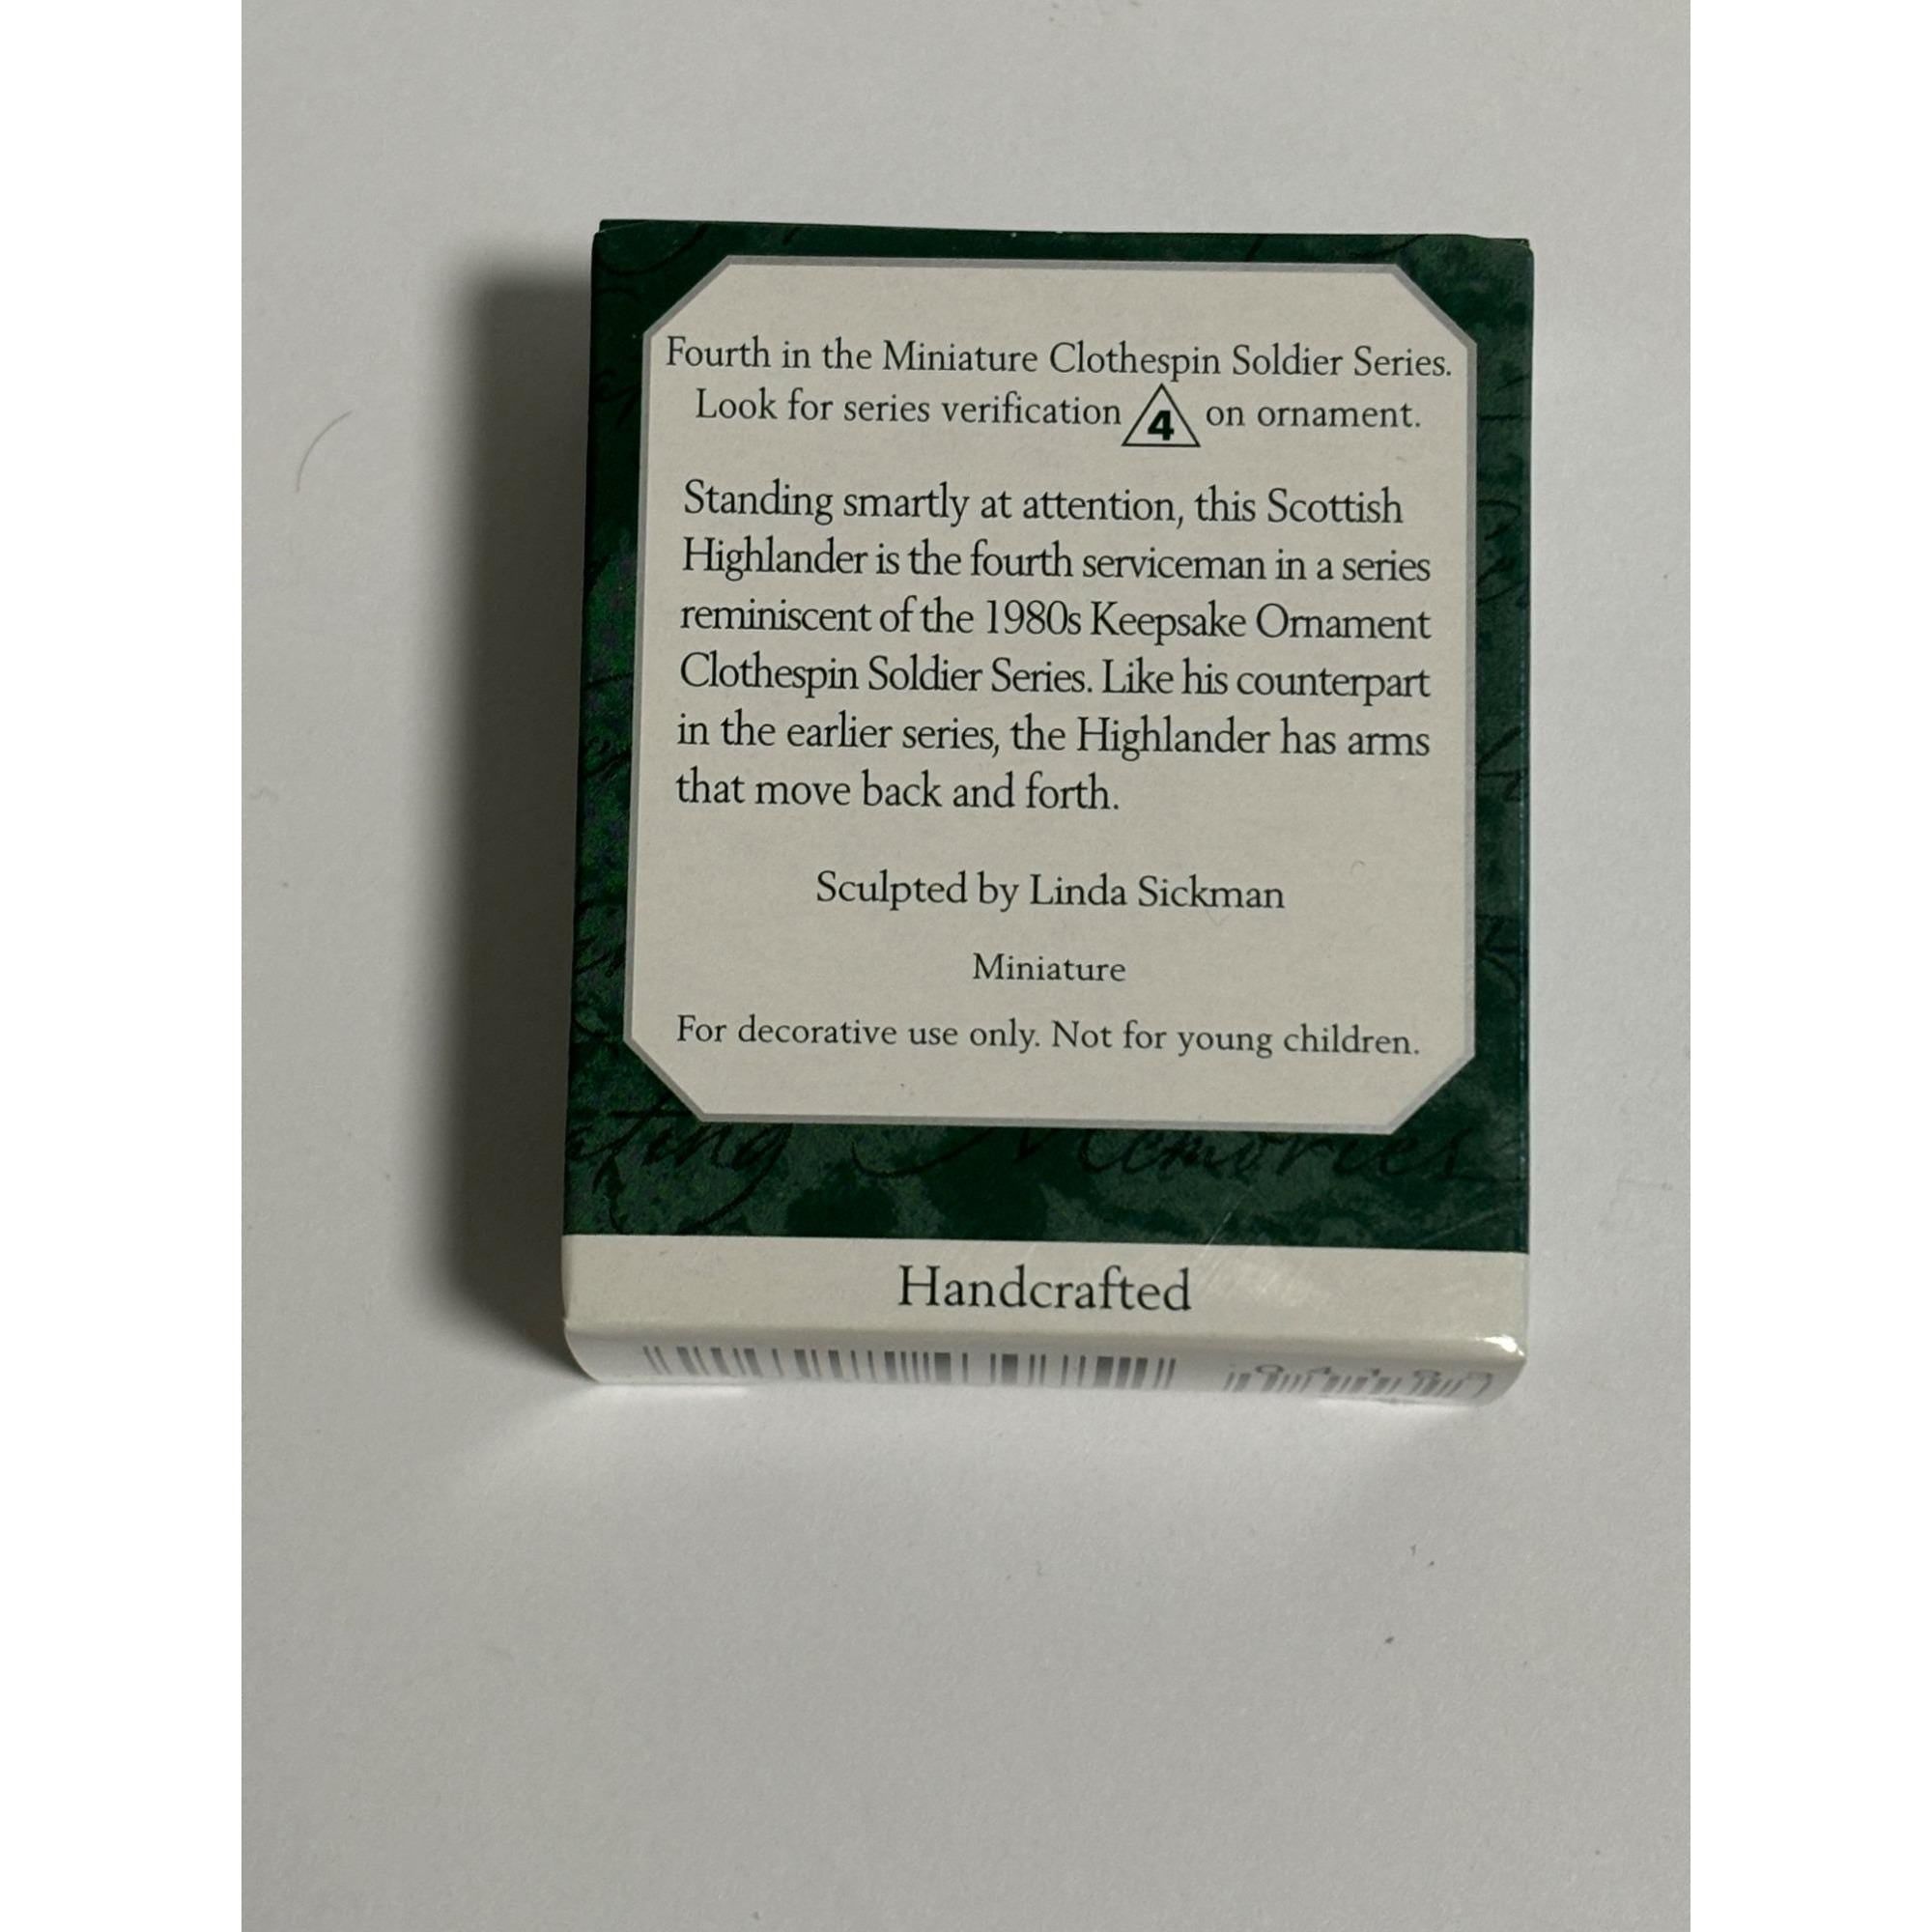 Fourth in the Miniature Clothespin Soldier Series.
Look for series verification 4 on ornament.
Standing smartly at attention, this Scottish
Highlander is the fourth serviceman in a series
reminiscent of the 1980s Keepsake Ornament
Clothespin Soldier Series. Like his counterpart
in the earlier series, the Highlander has arms
that move back and forth.
Sculpted by Linda Sickman
Miniature
For decorative use only. Not for young children.
Memories
Handcrafted